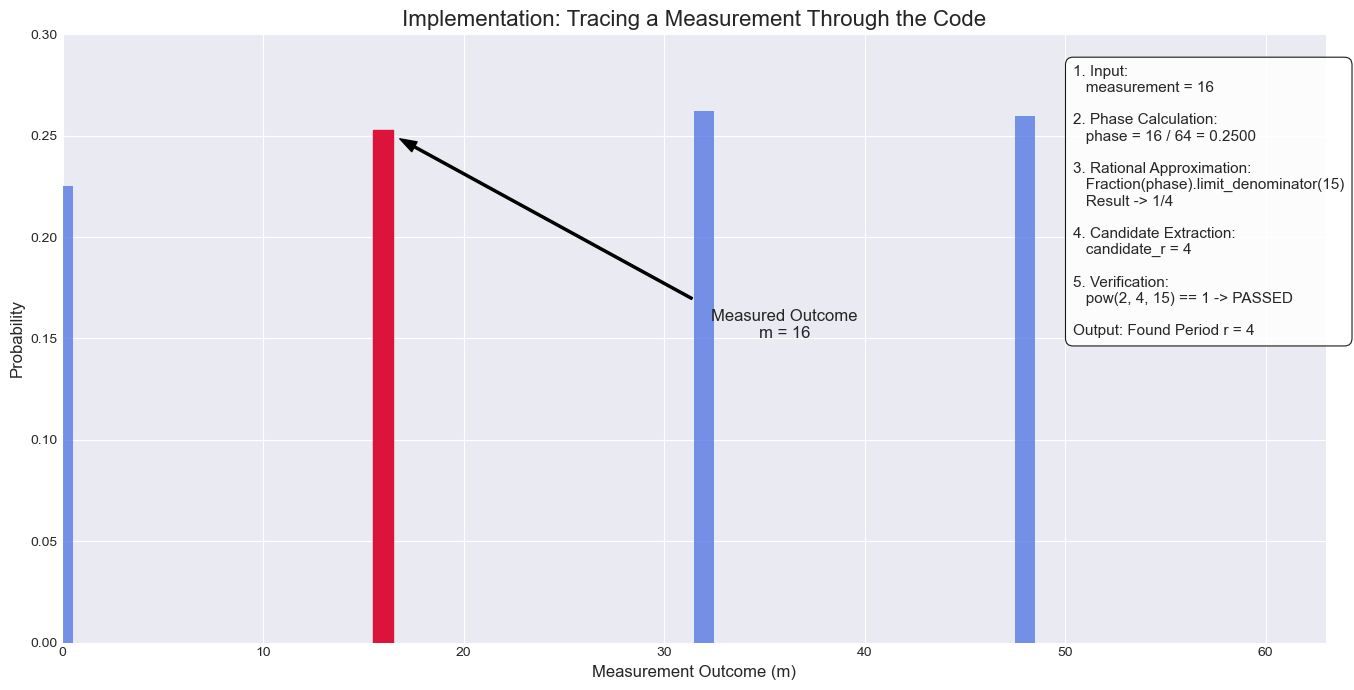 Implementation: Tracing a Measurement Through the Code
0.30
0.25
0.20
0.15
0.10
0.05
0.00
Probability
0
10
20
30
40
50
60
Measurement Outcome (m)
Measured Outcome
m = 16
1. Input:
measurement = 16
2. Phase Calculation:
phase = 16 / 64 = 0.2500
3. Rational Approximation:
Fraction(phase).limit_denominator(15)
Result -> 1/4
4. Candidate Extraction:
candidate_r = 4
5. Verification:
pow(2, 4, 15) == 1 -> PASSED
Output: Found Period r = 4